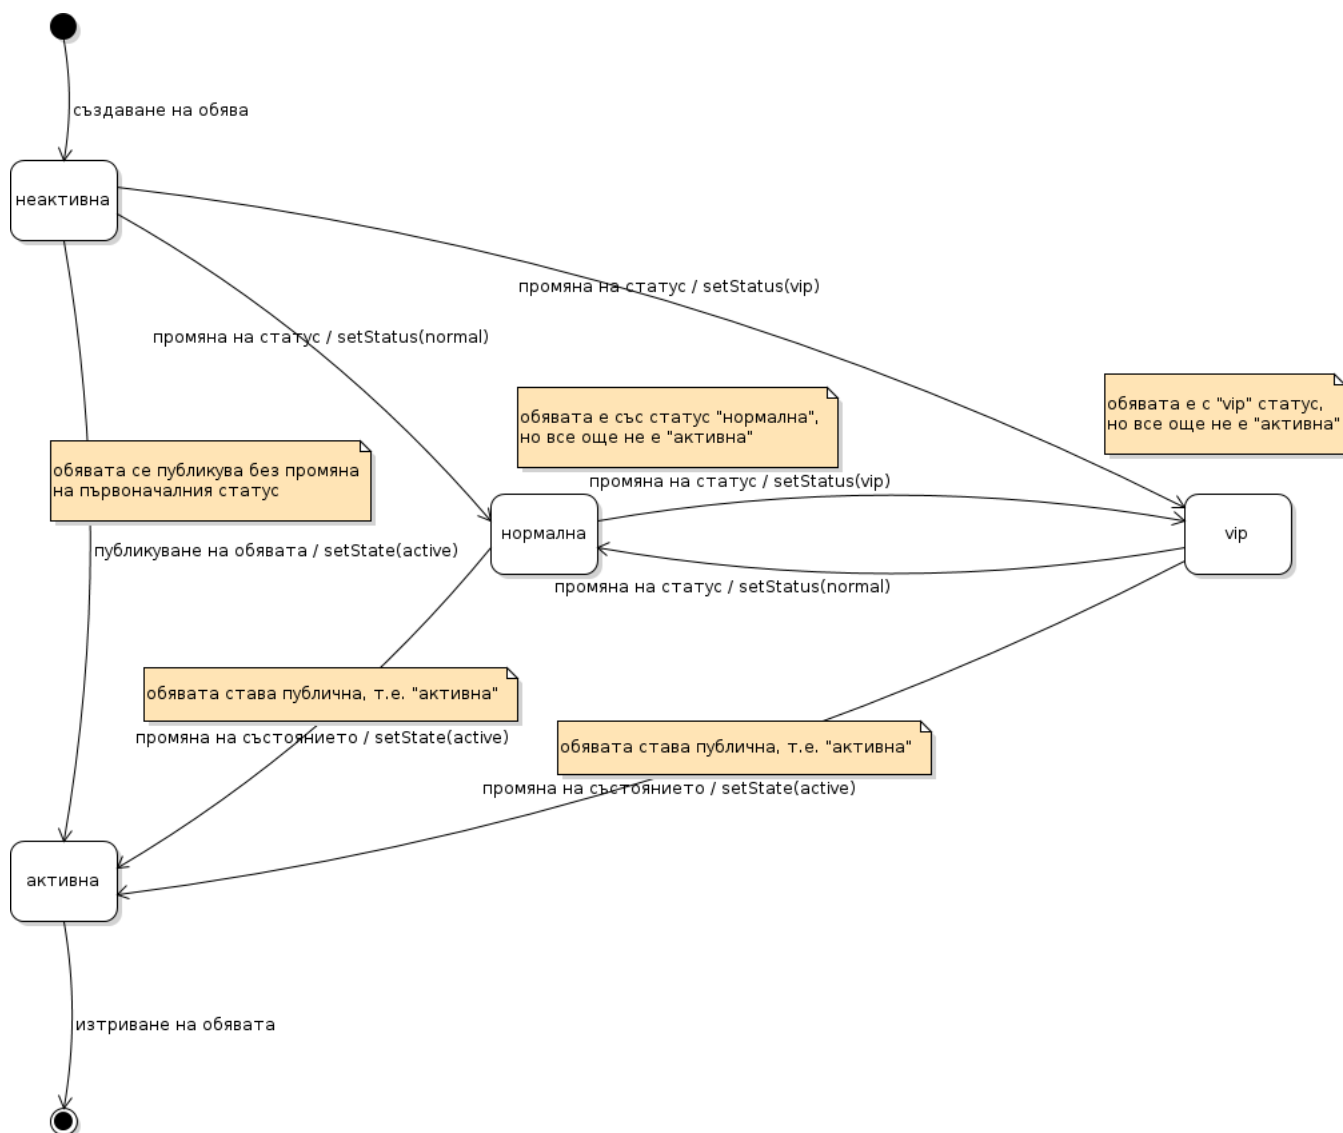 създаване на обява
неактивна
промяна на статус / setStatus(vip)
промяна на статус / setStatus(normal)
обявата е с "vip" статус,
но все още не е "активна"
обявата е със статус "нормална",
но все още не е "активна"
обявата се публикува без промяна
на първоначалния статус
промяна на статус / setStatus(vip)
нормална
vip
публикуване на обявата / setState(active)
промяна на статус / setStatus(normal)
обявата става публична, т.е. "активна"
промяна на състоянието / setState(active)
обявата става публична, т.е. "активна"
промяна на състоянието / setState(active)
активна
изтриване на обявата